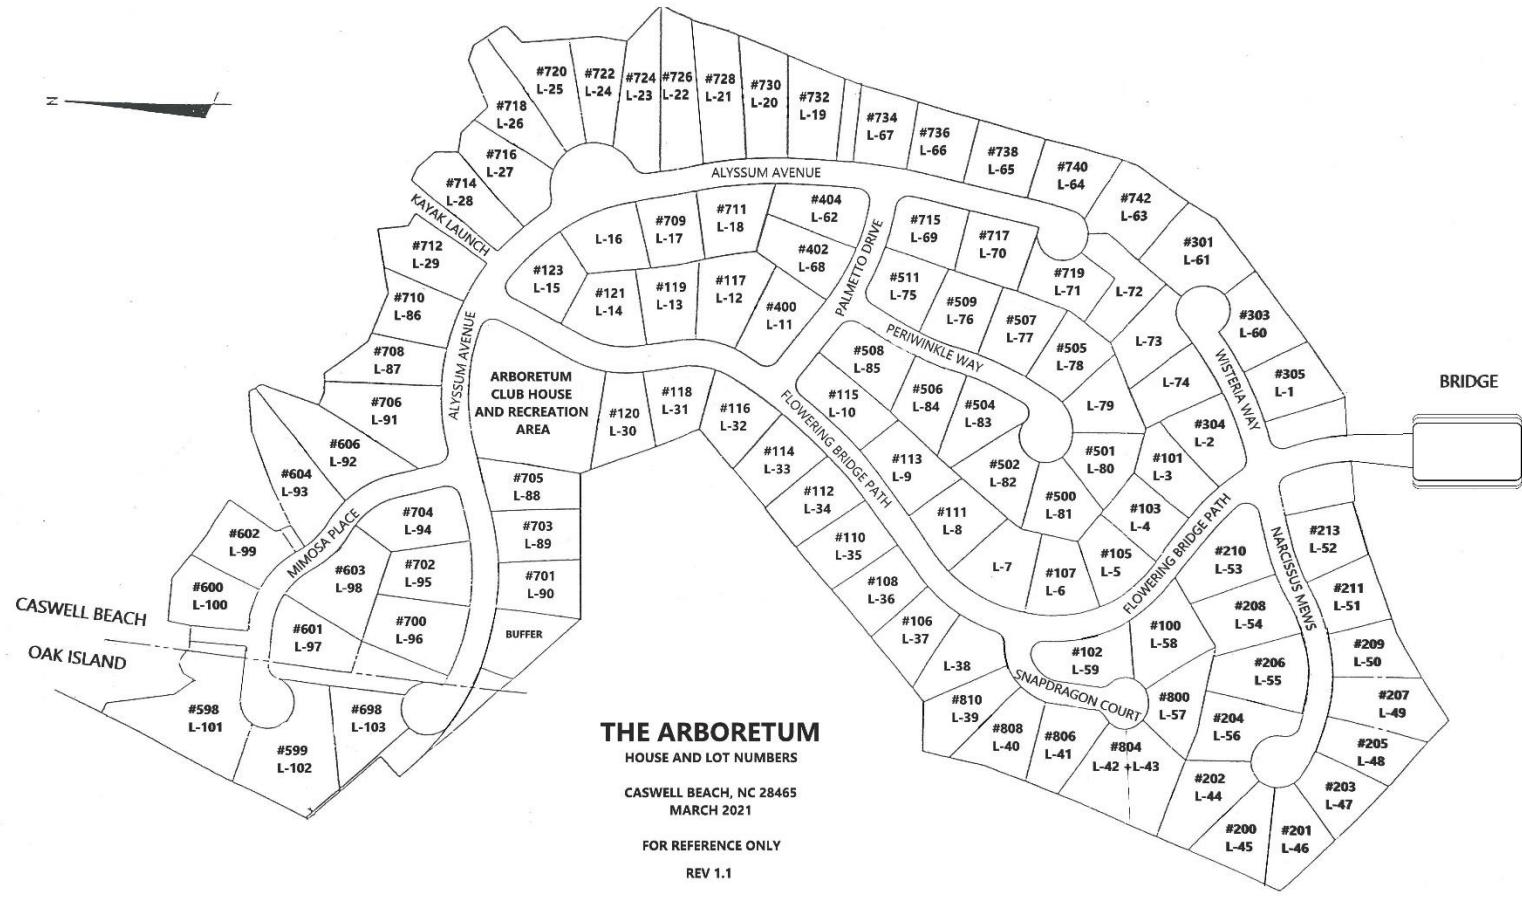 N
#720
L-25
#722
L-24
#724
L-23
#726
L-22
#728
L-21
#730
L-20
#732
L-19
#734
L-67
#736
L-66
#738
L-65
#740
L-64
#742
L-63
#718
L-26
#716
L-27
#714
L-28
KAYAK LAUNCH
ALYSSUM AVENUE
#712
L-29
#710
L-86
#708
L-87
#706
L-91
#606
L-92
#604
L-93
#602
L-99
#600
L-100
#123
L-15
L-16
#709
L-17
#711
L-18
#404
L-62
#402
L-68
#121
L-14
#119
L-13
#117
L-12
#400
L-11
PALMETTO DRIVE
#715
L-69
#717
L-70
#719
L-71
L-72
L-73
L-74
#301
L-61
#303
L-60
#305
L-1
#511
L-75
#509
L-76
#507
L-77
#505
L-78
L-79
PERIWINKLE WAY
WISTERIA WAY
BRIDGE
ALYSSUM AVENUE
ARBORETUM
CLUB HOUSE
AND RECREATION
AREA
#120
L-30
#118
L-31
#116
L-32
#114
L-33
#112
L-34
#110
L-35
#108
L-36
#106
L-37
L-38
#508
L-85
#506
L-84
#504
L-83
#502
L-82
#500
L-81
#501
L-80
#115
L-10
#113
L-9
#111
L-8
L-7
#107
L-6
#105
L-5
#103
L-4
#101
L-3
#304
L-2
FLOWERING BRIDGE PATH
FLOWERING BRIDGE PATH
NARCISSUS MEWS
#213
L-52
#211
L-51
#209
L-50
#207
L-49
#205
L-48
#203
L-47
#201
L-46
#200
L-45
#202
L-44
#204
L-56
#206
L-55
#208
L-54
#210
L-53
#100
L-58
#102
L-59
#800
L-57
SNAPDRAGON COURT
#804
L-42 +L-43
#806
L-41
#808
L-40
#810
L-39
#705
L-88
#703
L-89
#701
L-90
BUFFER
#704
L-94
#702
L-95
#700
L-96
#603
L-98
#601
L-97
MIMOSA PLACE
CASWELL BEACH
OAK ISLAND
#598
L-101
#599
L-102
#698
L-103
THE ARBORETUM
HOUSE AND LOT NUMBERS
CASWELL BEACH, NC 28465
MARCH 2021
FOR REFERENCE ONLY
REV 1.1